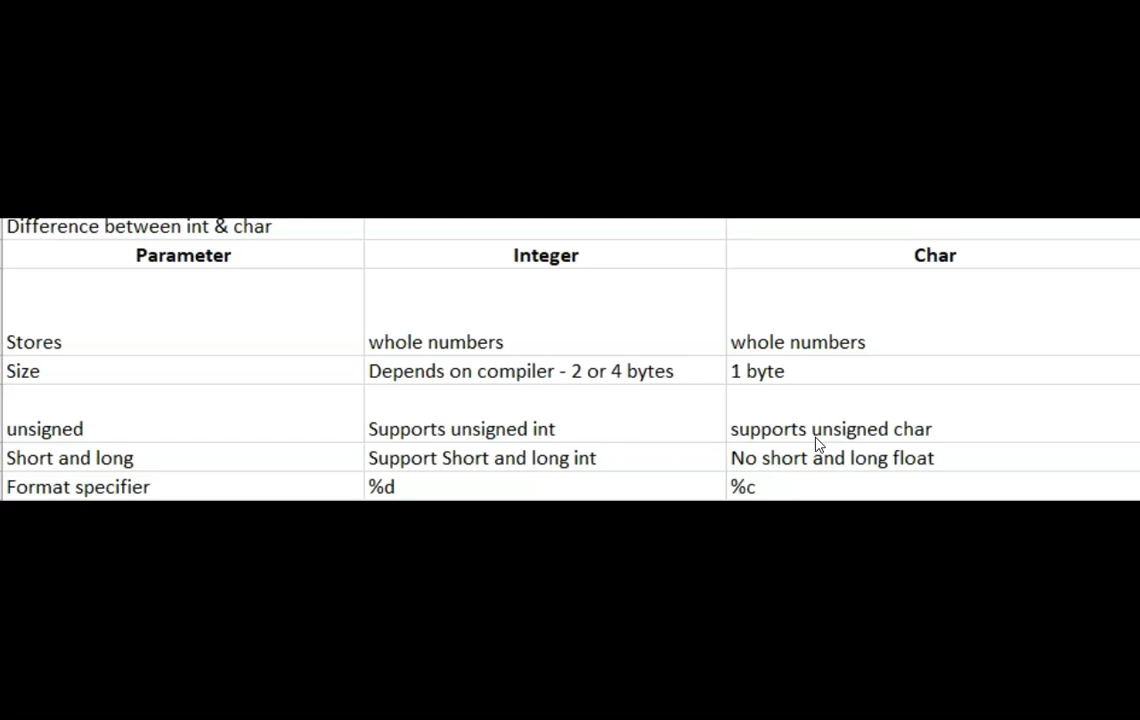 Difference between int & char
Parameter Integer Char
Stores whole numbers whole numbers
Size Depends on compiler - 2 or 4 bytes 1 byte
unsigned Supports unsigned int supports unsigned char
Short and long Support Short and long int No short and long float
Format specifier %d %c